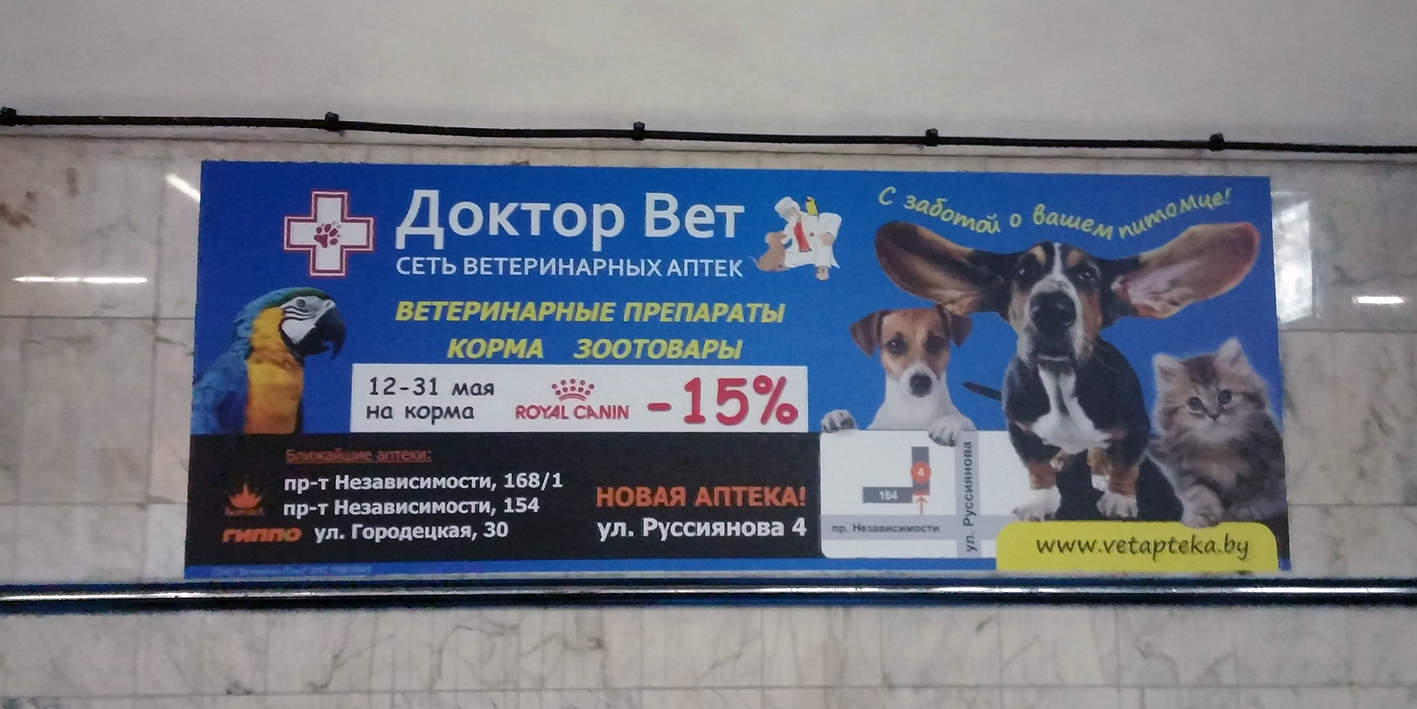 Доктор Вет
СЕТЬ ВЕТЕРИНАРНЫХ АПТЕК
С заботой о вашем питомце!
ВЕТЕРИНАРНЫЕ ПРЕПАРАТЫ
КОРМА ЗООТОВАРЫ
12-31 мая
на корма
ROYAL CANIN
-15%
Ближайшие аптеки:
пр-т Независимости, 168/1
пр-т Независимости, 154
ГИППО ул. Городецкая, 30
НОВАЯ АПТЕКА!
ул. Руссиянова 4
4
164
пр. Независимости
ул. Руссиянова
www.vetapteka.by